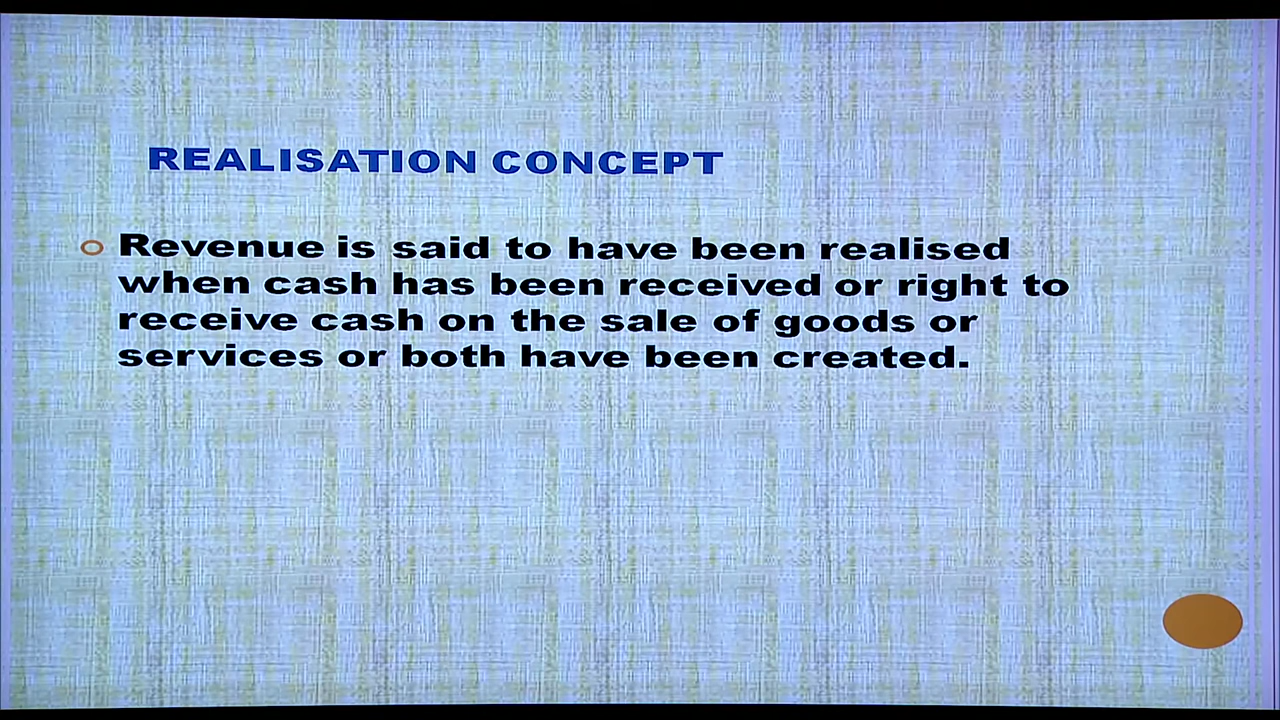 REALISATION CONCEPT
Revenue is said to have been realised
when cash has been received or right to
receive cash on the sale of goods or
services or both have been created.